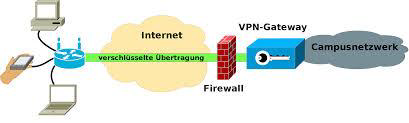 VPN-Gateway
Internet
Campusnetzwerk
verschlüsselte Übertragung
Firewall